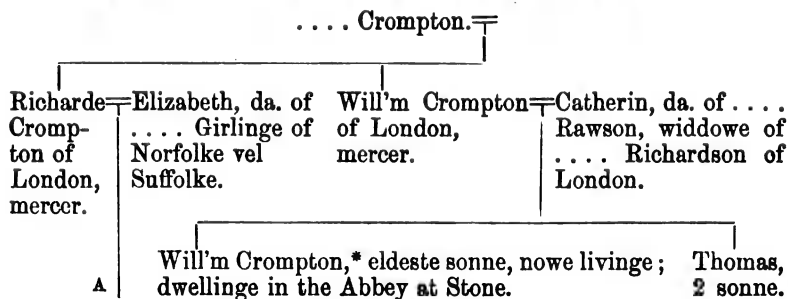 .... Crompton.
Richarde
Cromp-
ton of
London,
mercer.
Elizabeth, da. of
.... Girlinge of
Norfolke vel
Suffolke.
Will'm Crompton
of London,
mercer.
Catherin, da. of ....
Rawson, widdowe of
.... Richardson of
London.
A
Will'm Crompton,* eldeste sonne, nowe livinge;
dwellinge in the Abbey at Stone.
Thomas,
2 sonne.